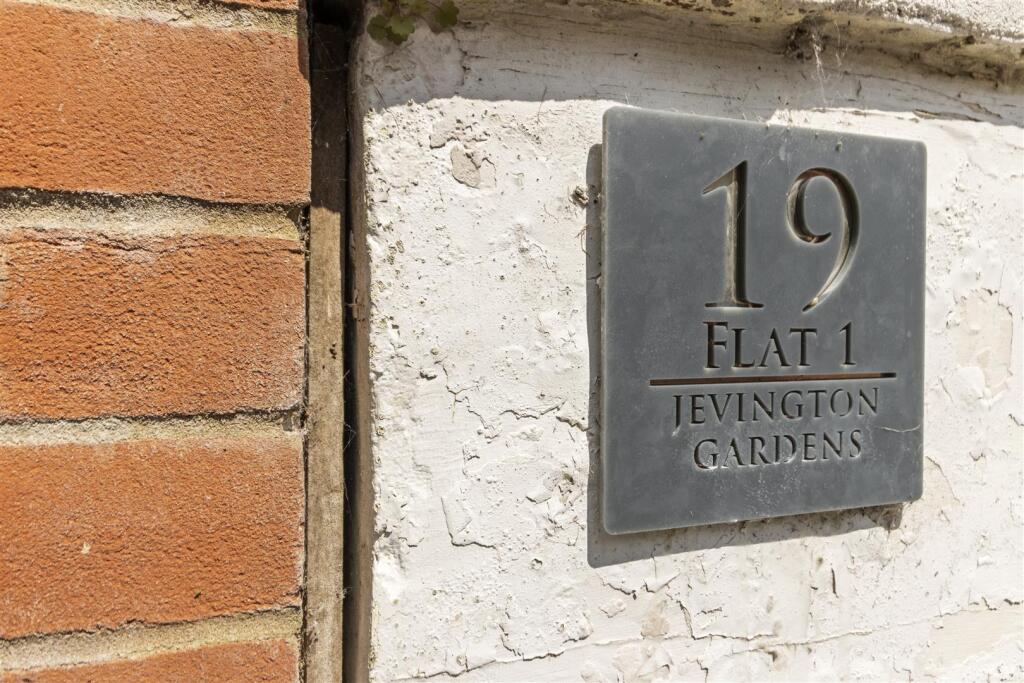 19
FLAT 1
JEVINGTON
GARDENS